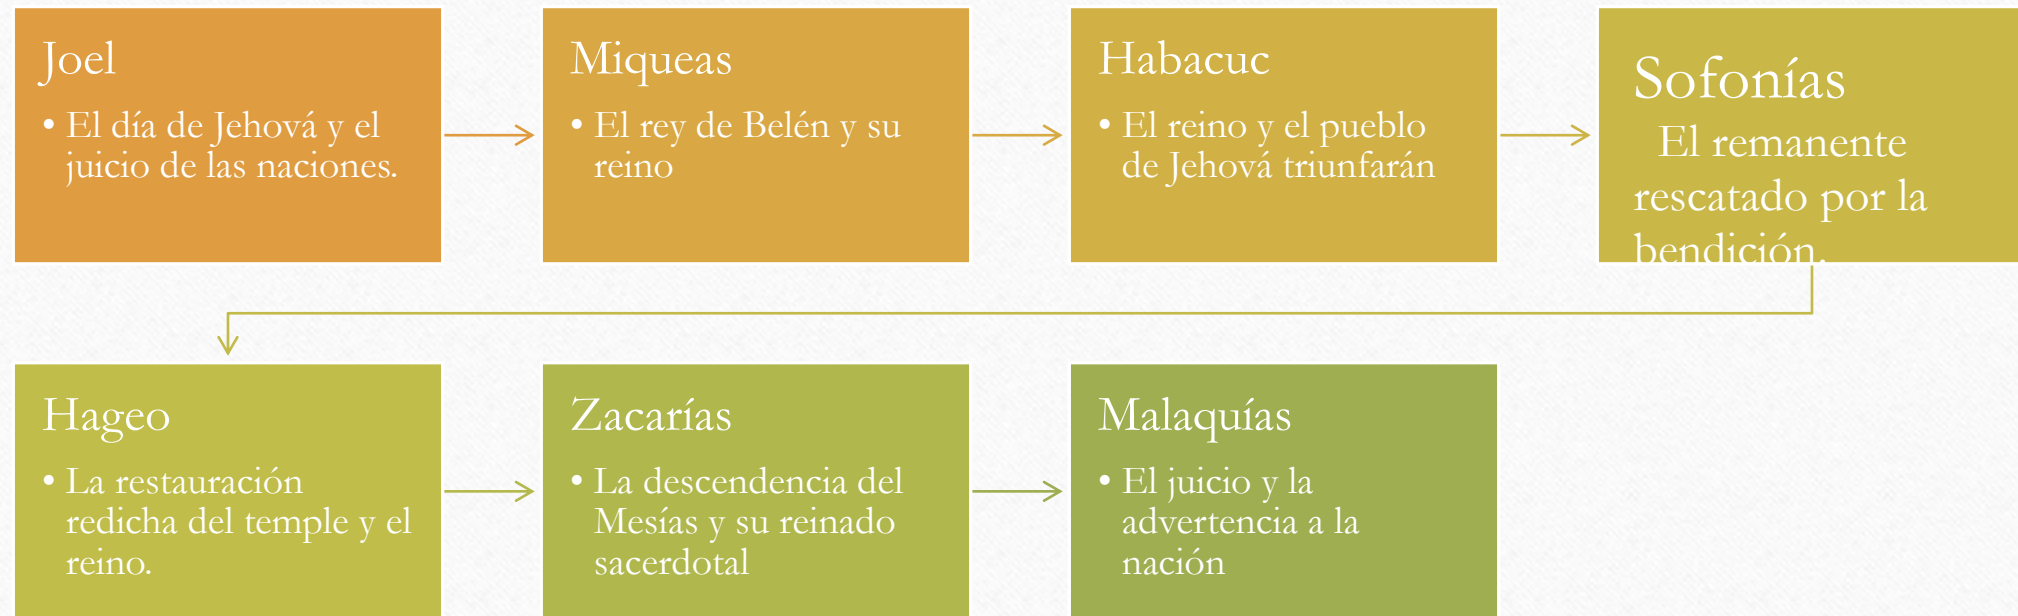 Joel
• El día de Jehová y el
juicio de las naciones.
Miqueas
• El rey de Belén y su
reino
Habacuc
• El reino y el pueblo
de Jehová triunfarán
Sofonías
El remanente
rescatado por la
bendición.
Hageo
• La restauración
redicha del temple y el
reino.
Zacarías
• La descendencia del
Mesías y su reinado
sacerdotal
Malaquías
• El juicio y la
advertencia a la
nación